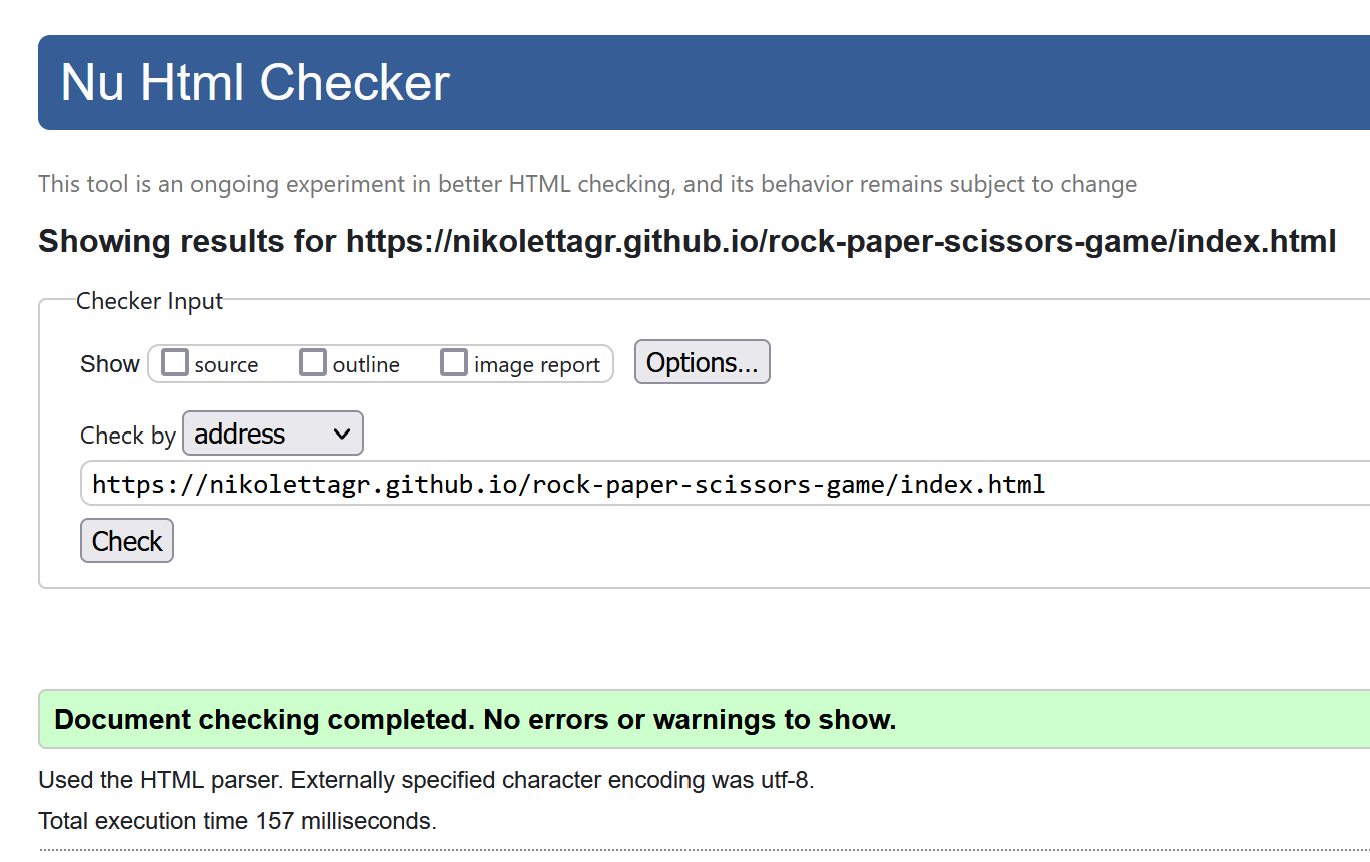 Nu Html Checker
This tool is an ongoing experiment in better HTML checking, and its behavior remains subject to change
Showing results for https://nikolettagr.github.io/rock-paper-scissors-game/index.html
Checker Input
Show source outline image report Options...
Check by address
https://nikolettagr.github.io/rock-paper-scissors-game/index.html
Check
Document checking completed. No errors or warnings to show.
Used the HTML parser. Externally specified character encoding was utf-8.
Total execution time 157 milliseconds.